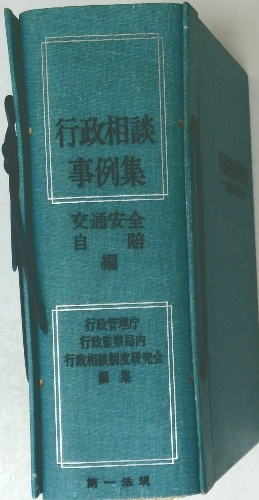 行政相談
事例集
交通安全
自賠
編
行政管理庁
行政監察局内
行政相談制度研究会
編集
第一法規